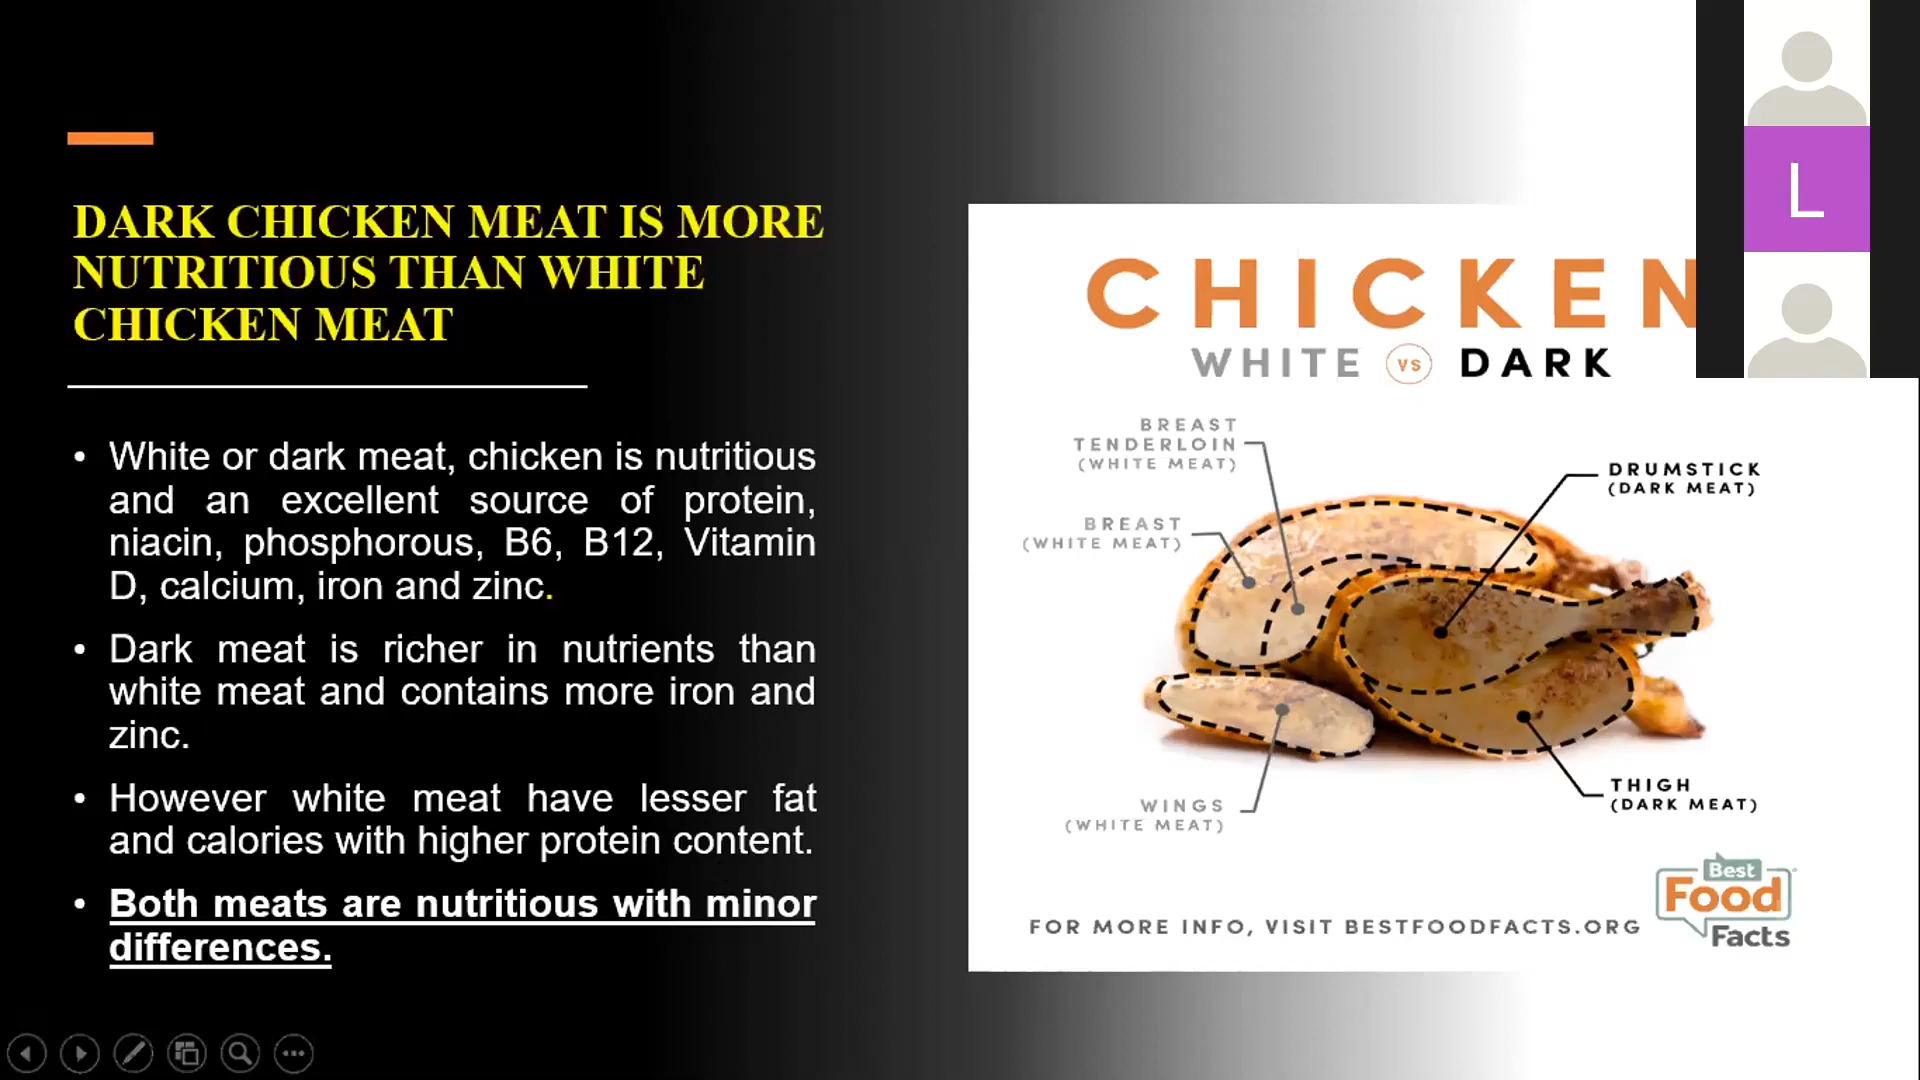 DARK CHICKEN MEAT IS MORE
NUTRITIOUS THAN WHITE
CHICKEN MEAT
• White or dark meat, chicken is nutritious
and an excellent source of protein,
niacin, phosphorous, B6, B12, Vitamin
D, calcium, iron and zinc.
• Dark meat is richer in nutrients than
white meat and contains more iron and
zinc.
• However white meat have lesser fat
and calories with higher protein content.
• Both meats are nutritious with minor
differences.
CHICKEN
WHITE VS DARK
BREAST
TENDERLOIN
(WHITE MEAT)
BREAST
(WHITE MEAT)
DRUMSTICK
(DARK MEAT)
WINGS
(WHITE MEAT)
THIGH
(DARK MEAT)
FOR MORE INFO, VISIT BESTFOODFACTS.ORG
Best
Food
Facts
L